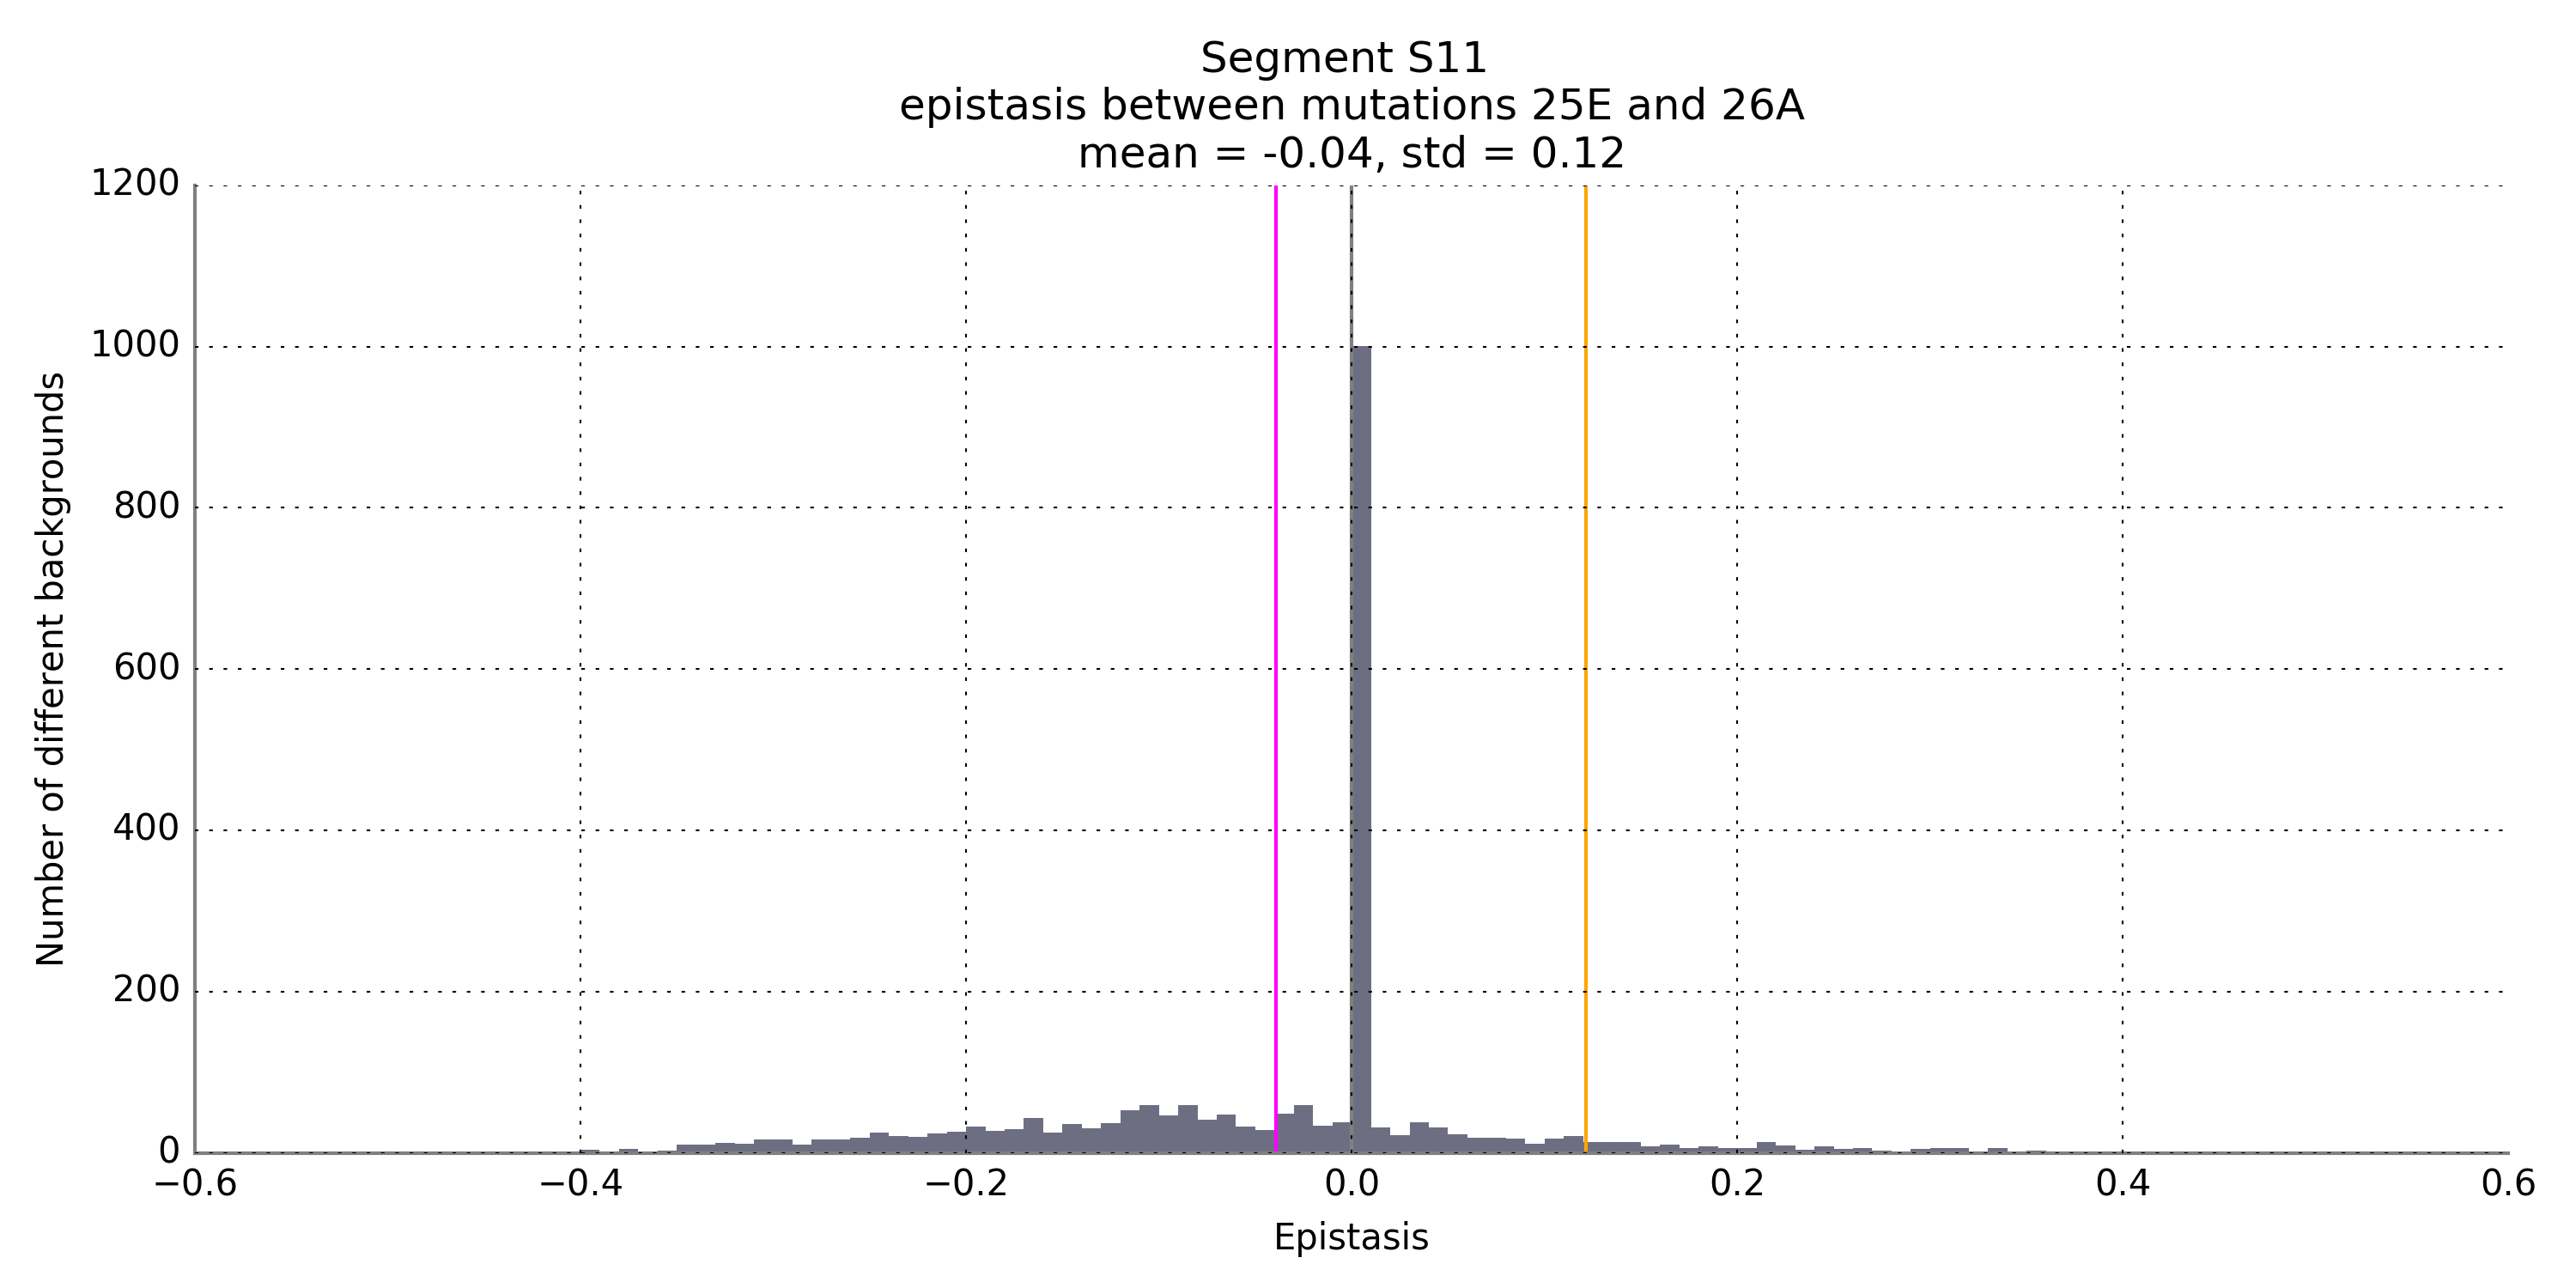 Segment S11
epistasis between mutations 25E and 26A
mean = -0.04, std = 0.12
1200
1000
800
600
400
200
0
Number of different backgrounds
−0.6
−0.4
−0.2
0.0
0.2
0.4
0.6
Epistasis